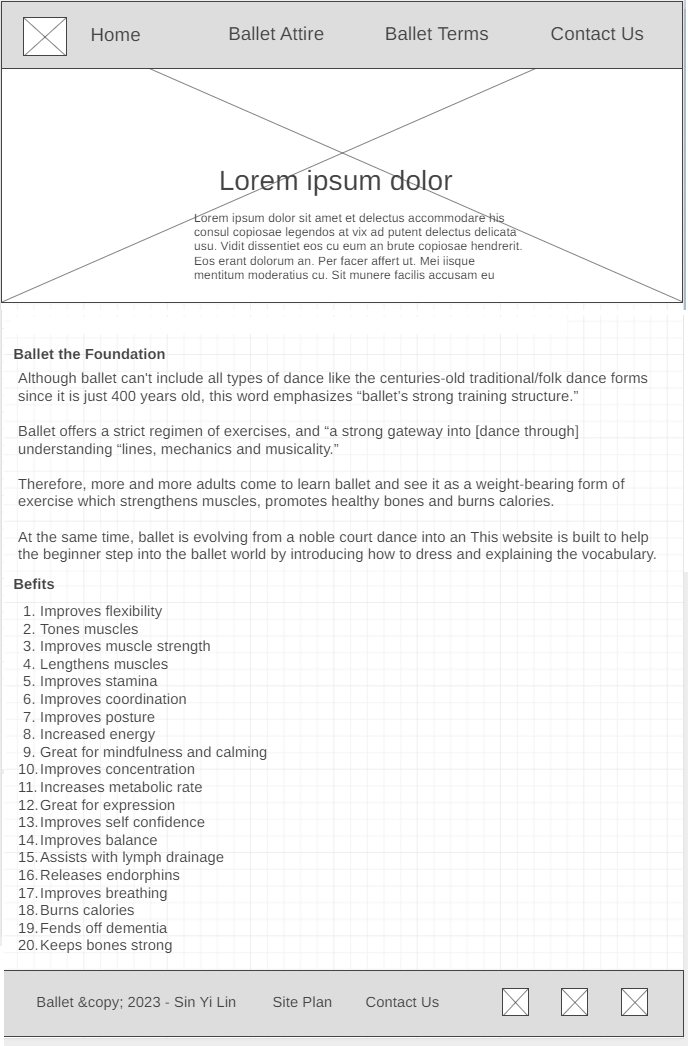 Home Ballet Attire Ballet Terms Contact Us
Lorem ipsum dolor
Lorem ipsum dolor sit amet et delectus accommodare his
consul copiosae legendos at vix ad putent delectus delicata
usu. Vidit dissentiet eos cu eum an brute copiosae hendrerit.
Eos erant dolorum an. Per facer affert ut. Mei iisque
mentitum moderatius cu. Sit munere facilis accusam eu
Ballet the Foundation
Although ballet can't include all types of dance like the centuries-old traditional/folk dance forms
since it is just 400 years old, this word emphasizes “ballet’s strong training structure.”
Ballet offers a strict regimen of exercises, and “a strong gateway into [dance through]
understanding “lines, mechanics and musicality.”
Therefore, more and more adults come to learn ballet and see it as a weight-bearing form of
exercise which strengthens muscles, promotes healthy bones and burns calories.
At the same time, ballet is evolving from a noble court dance into an This website is built to help
the beginner step into the ballet world by introducing how to dress and explaining the vocabulary.
Befits
1. Improves flexibility
2. Tones muscles
3. Improves muscle strength
4. Lengthens muscles
5. Improves stamina
6. Improves coordination
7. Improves posture
8. Increased energy
9. Great for mindfulness and calming
10. Improves concentration
11. Increases metabolic rate
12. Great for expression
13. Improves self confidence
14. Improves balance
15. Assists with lymph drainage
16. Releases endorphins
17. Improves breathing
18. Burns calories
19. Fends off dementia
20. Keeps bones strong
Ballet &copy; 2023 - Sin Yi Lin Site Plan Contact Us